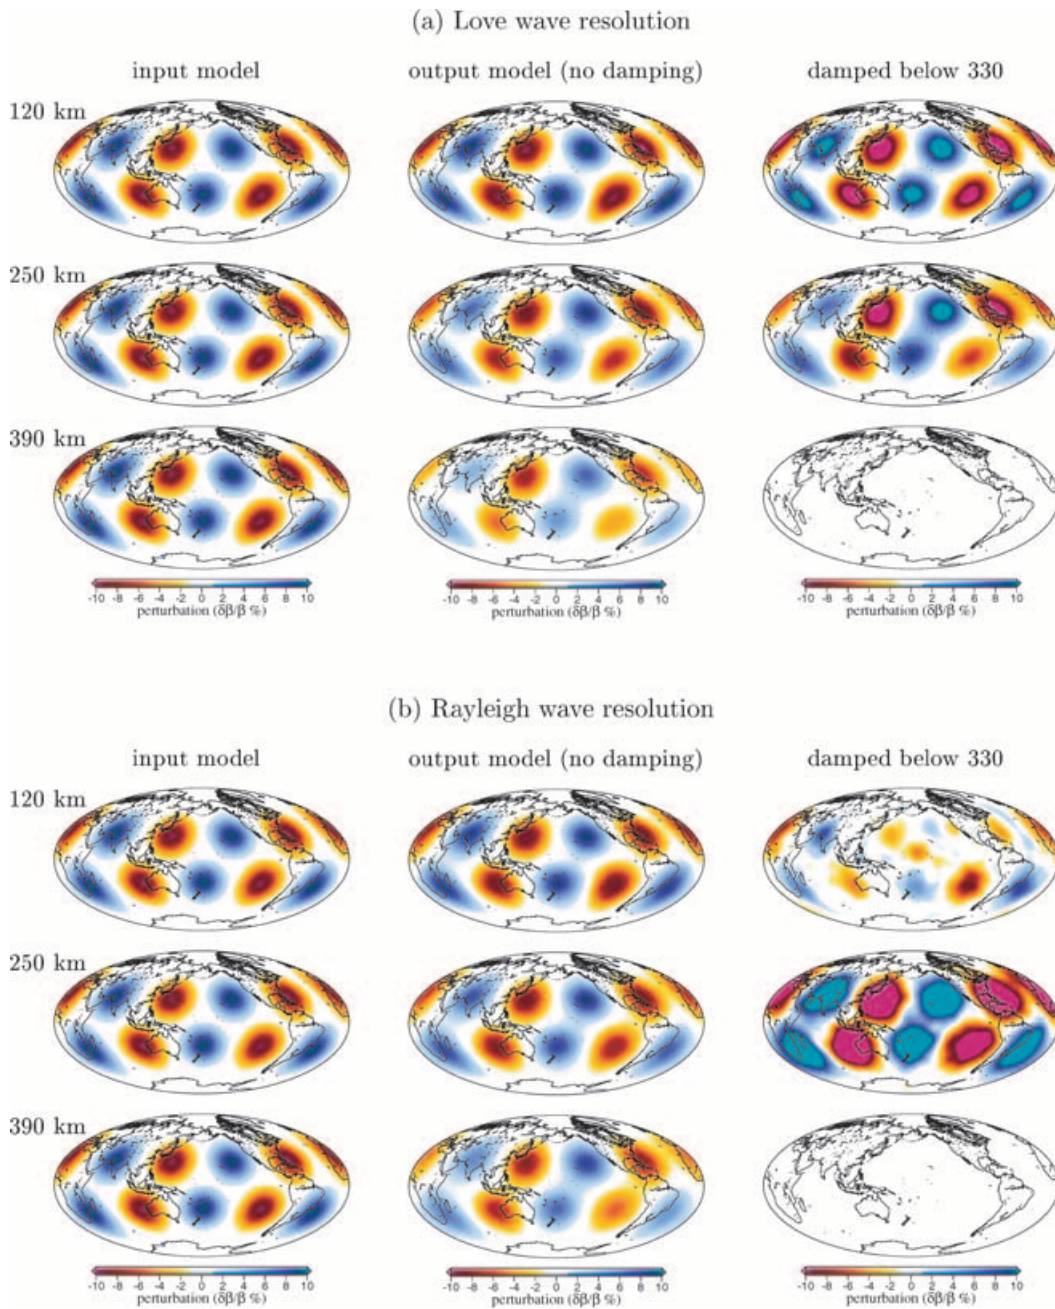 (a) Love wave resolution
input model output model (no damping) damped below 330
120 km
250 km
390 km
-10 -8 -6 -4 -2 0 2 4 6 8 10 -10 -8 -6 -4 -2 0 2 4 6 8 10 -10 -8 -6 -4 -2 0 2 4 6 8 10
perturbation (δβ/β %) perturbation (δβ/β %) perturbation (δβ/β %)
(b) Rayleigh wave resolution
input model output model (no damping) damped below 330
120 km
250 km
390 km
-10 -8 -6 -4 -2 0 2 4 6 8 10 -10 -8 -6 -4 -2 0 2 4 6 8 10 -10 -8 -6 -4 -2 0 2 4 6 8 10
perturbation (δβ/β %) perturbation (δβ/β %) perturbation (δβ/β %)